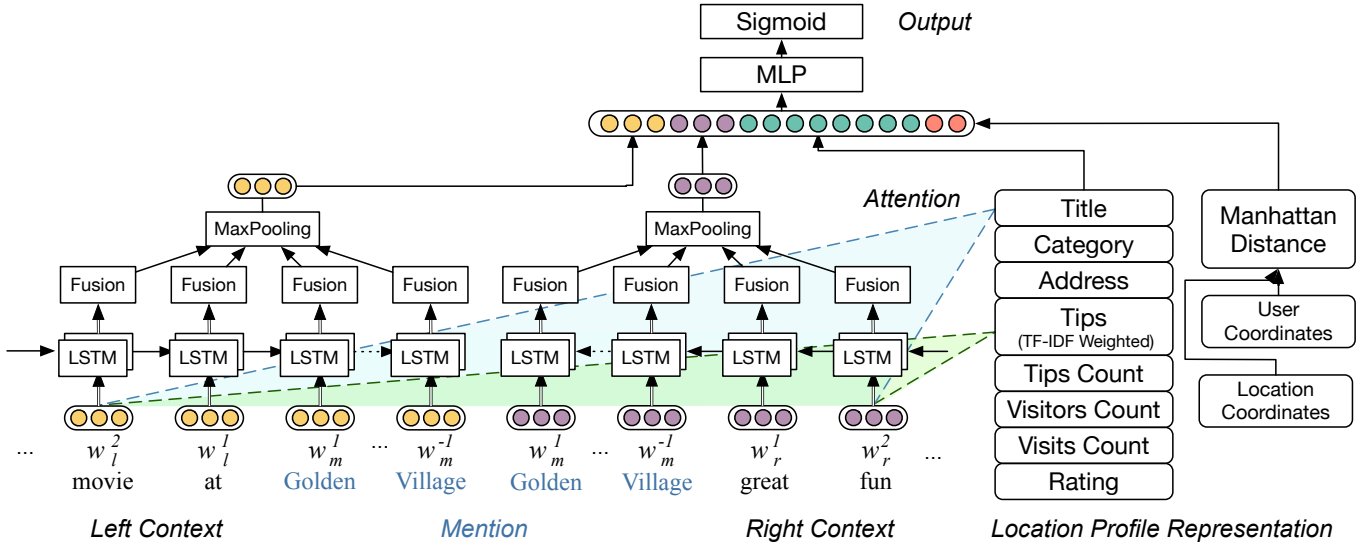 Sigmoid Output
MLP
Attention
MaxPooling MaxPooling
Title
Category
Address
Tips
(TF-IDF Weighted)
Tips Count
Visitors Count
Visits Count
Rating
Manhattan
Distance
User
Coordinates
Location
Coordinates
Fusion Fusion Fusion Fusion Fusion Fusion Fusion Fusion
LSTM LSTM LSTM LSTM LSTM LSTM LSTM LSTM
... w_l^2 w_l^1 w_m^1 ... w_m^-1 w_m^1 ... w_m^-1 w_r^1 w_r^2 ...
movie at Golden Village Golden Village great fun
Left Context Mention Right Context Location Profile Representation